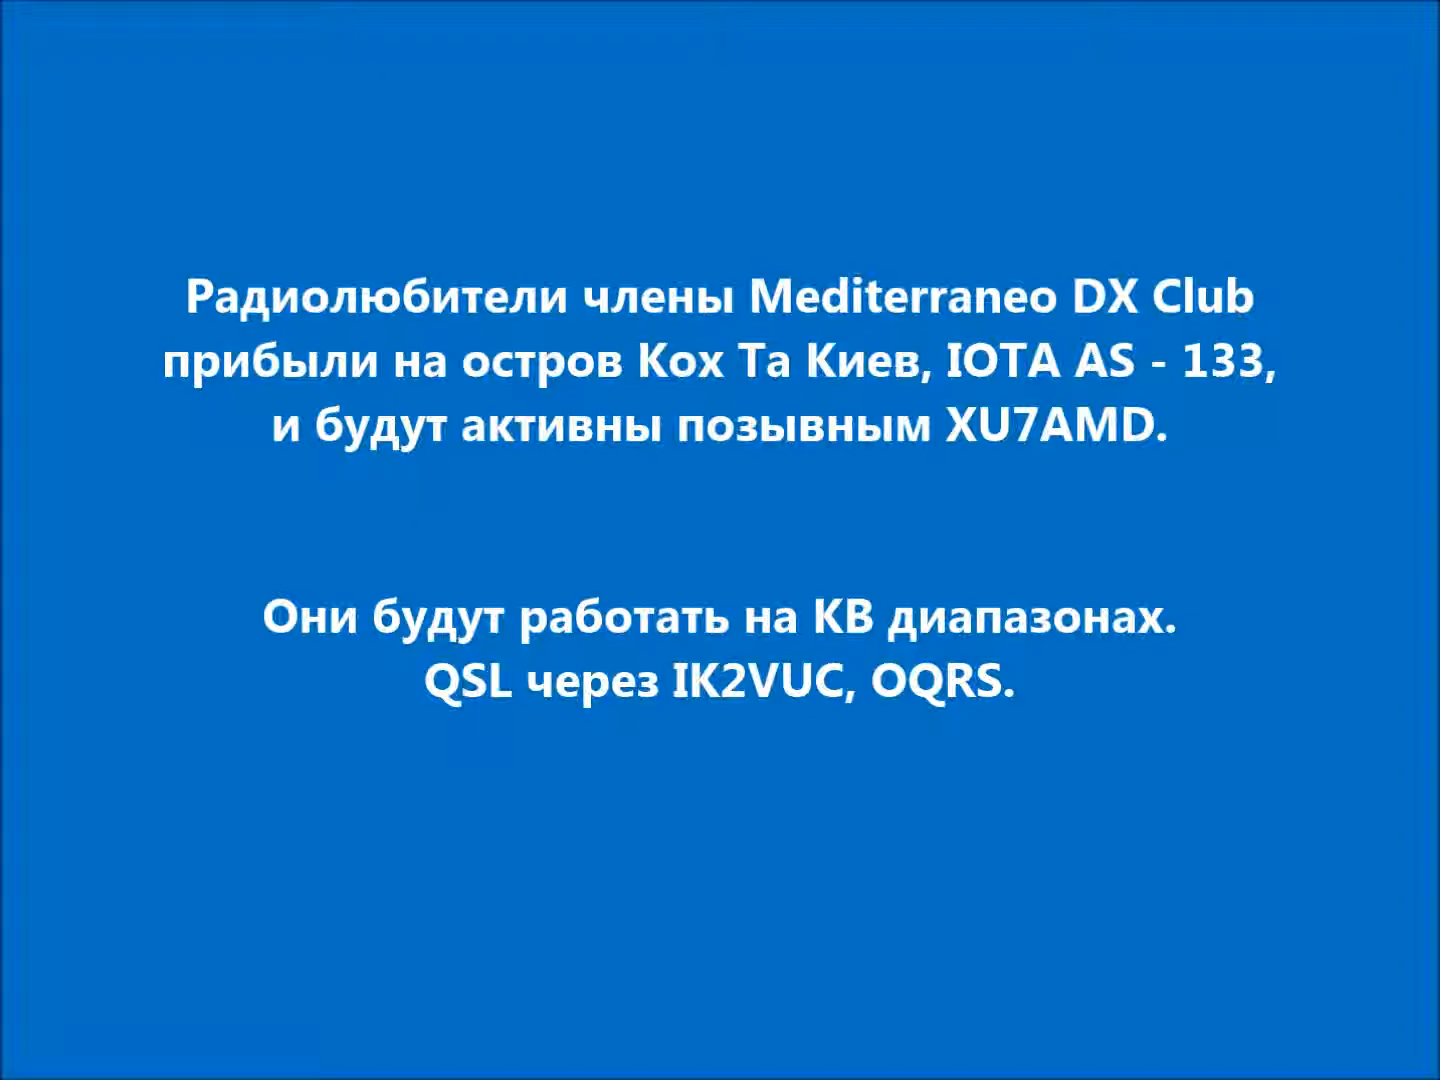 Радиолюбители члены Mediterraneo DX Club
прибыли на остров Кох Та Киев, IOTA AS - 133,
и будут активны позывным XU7AMD.
Они будут работать на КВ диапазонах.
QSL через IK2VUC, OQRS.